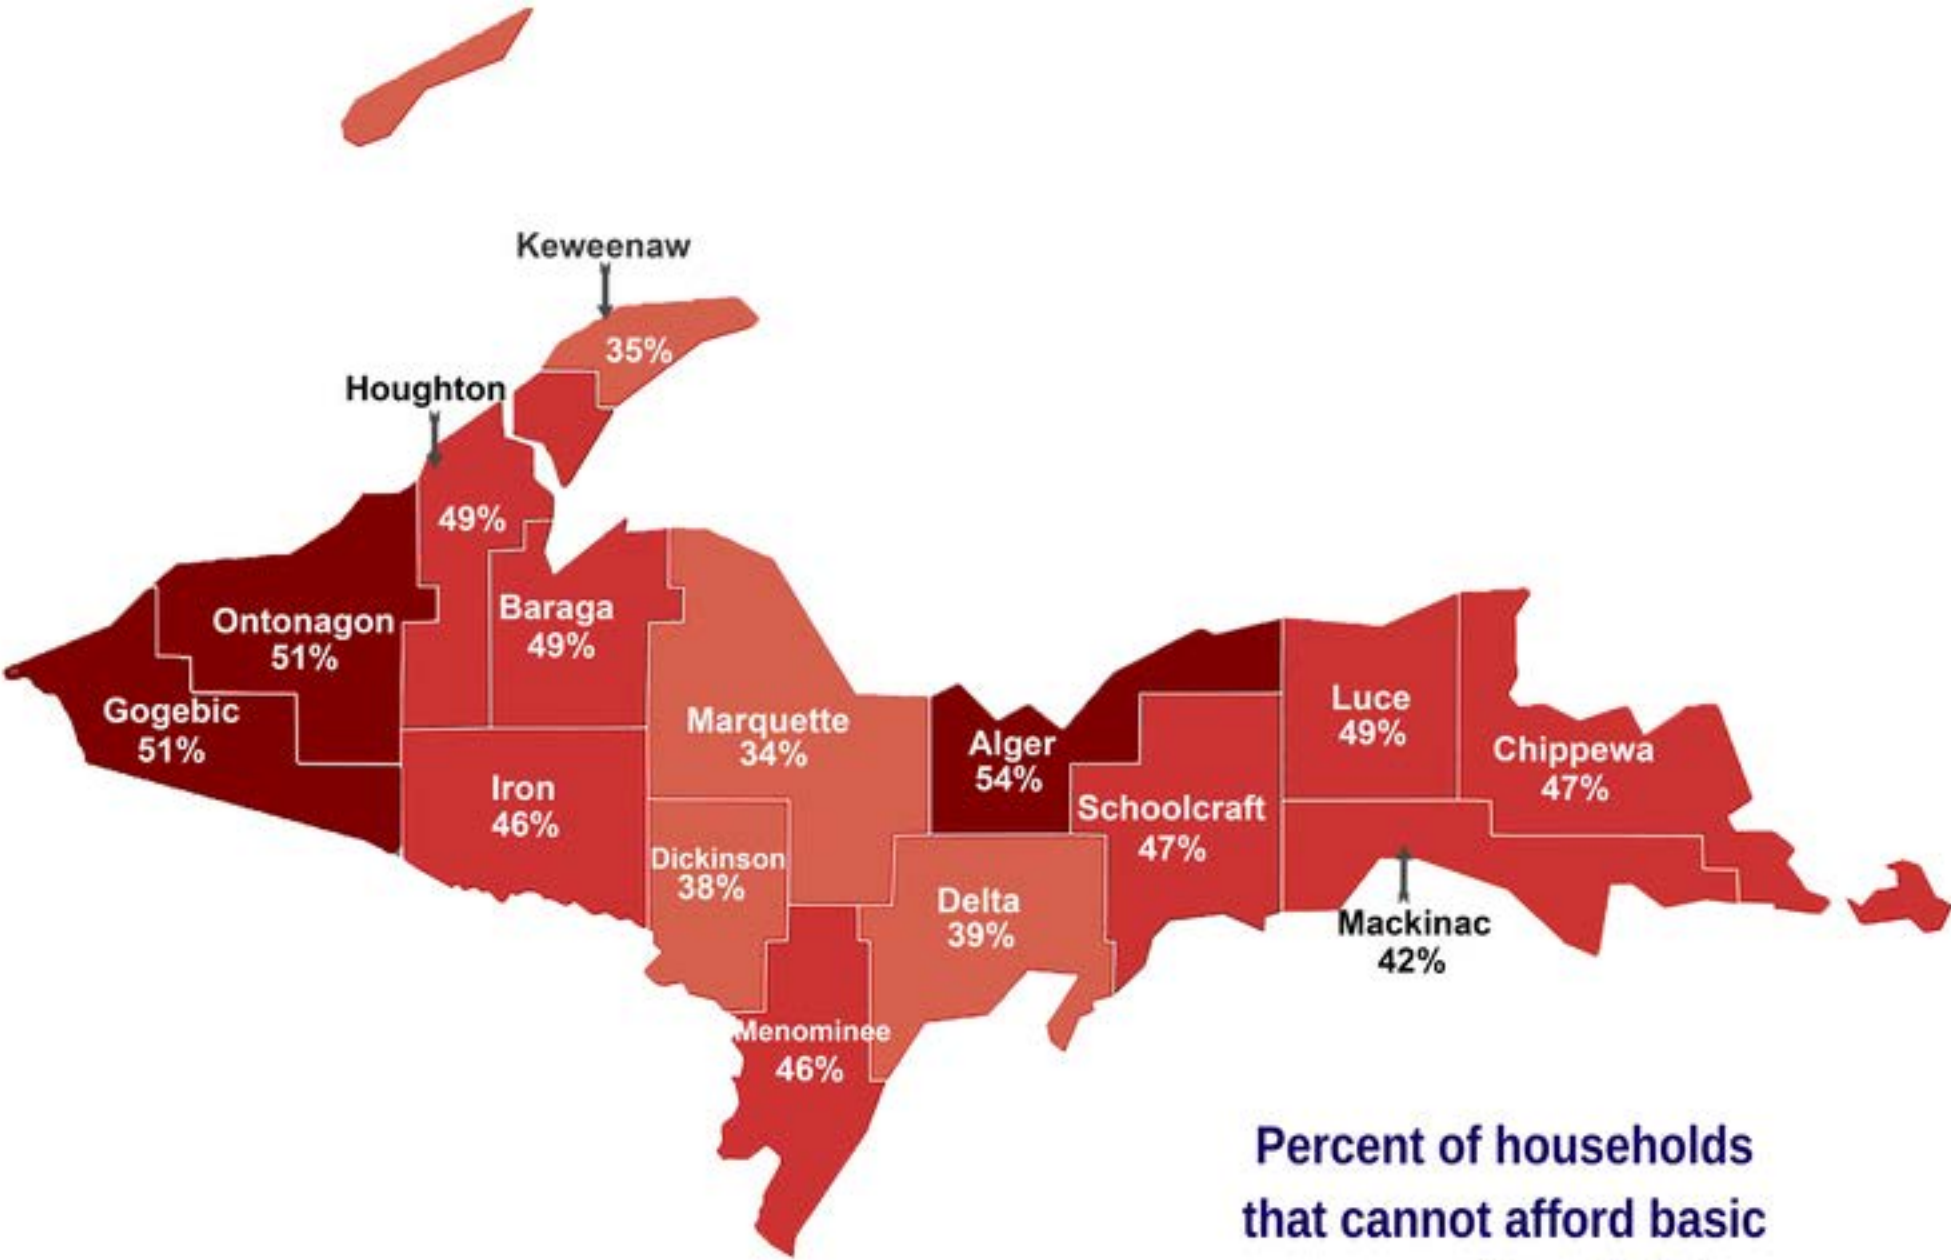 Keweenaw
35%
Houghton
49%
Ontonagon
51%
Baraga
49%
Gogebic
51%
Marquette
34%
Iron
46%
Alger
54%
Luce
49%
Chippewa
47%
Schoolcraft
47%
Dickinson
38%
Delta
39%
Mackinac
42%
Menominee
46%
Percent of households
that cannot afford basic